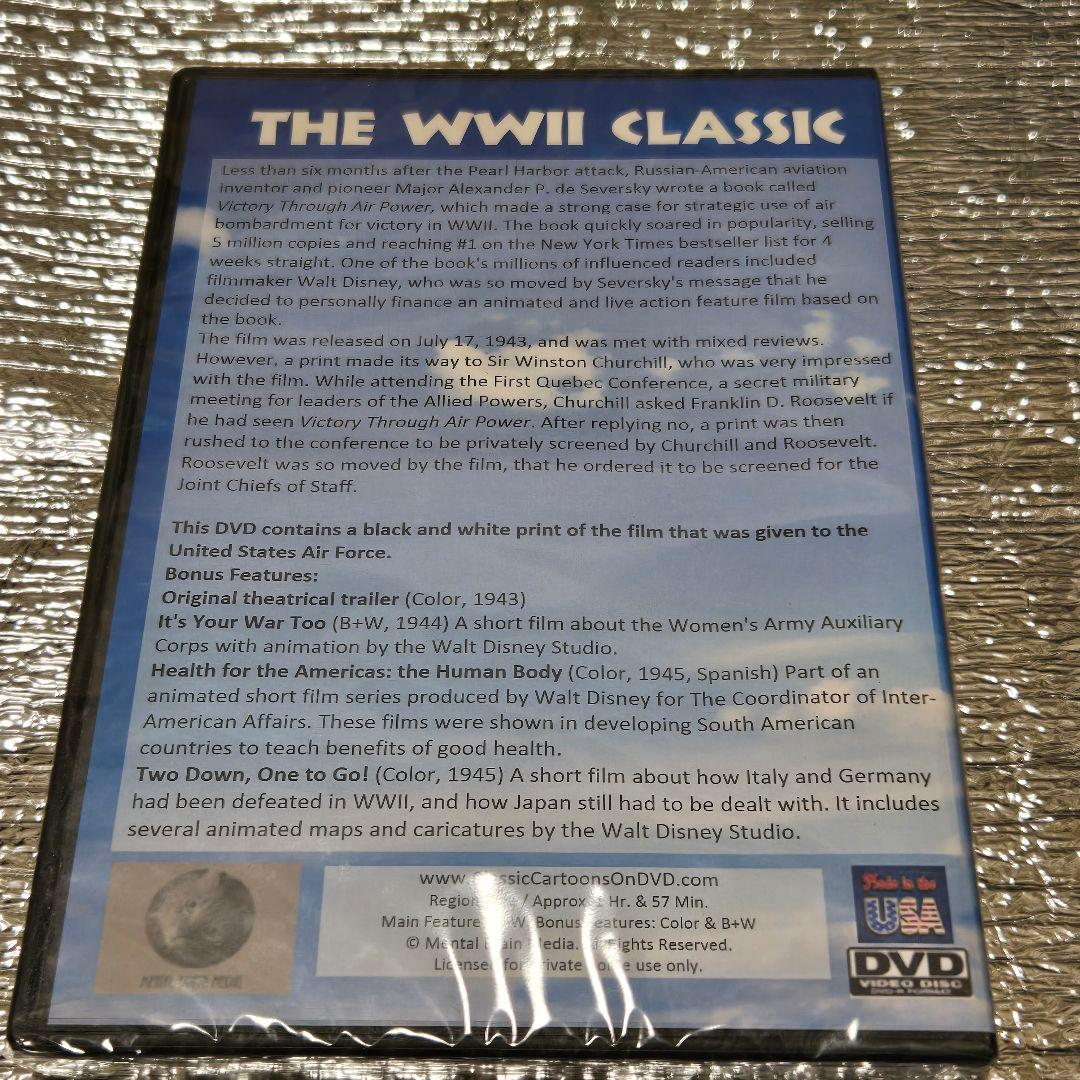 THE WWII CLASSIC
Less than six months after the Pearl Harbor attack, Russian-American aviation
inventor and pioneer Major Alexander P. de Seversky wrote a book called
Victory Through Air Power, which made a strong case for strategic use of air
bombardment for victory in WWII. The book quickly soared in popularity, selling
5 million copies and reaching #1 on the New York Times bestseller list for 4
weeks straight. One of the book's millions of influenced readers included
filmmaker Walt Disney, who was so moved by Seversky's message that he
decided to personally finance an animated and live action feature film based on
the book.
The film was released on July 17, 1943, and was met with mixed reviews.
However, a print made its way to Sir Winston Churchill, who was very impressed
with the film. While attending the First Quebec Conference, a secret military
meeting for leaders of the Allied Powers, Churchill asked Franklin D. Roosevelt if
he had seen Victory Through Air Power. After replying no, a print was then
rushed to the conference to be privately screened by Churchill and Roosevelt.
Roosevelt was so moved by the film, that he ordered it to be screened for the
Joint Chiefs of Staff.
This DVD contains a black and white print of the film that was given to the
United States Air Force.
Bonus Features:
Original theatrical trailer (Color, 1943)
It's Your War Too (B+W, 1944) A short film about the Women's Army Auxiliary
Corps with animation by the Walt Disney Studio.
Health for the Americas: the Human Body (Color, 1945, Spanish) Part of an
animated short film series produced by Walt Disney for The Coordinator of Inter-
American Affairs. These films were shown in developing South American
countries to teach benefits of good health.
Two Down, One to Go! (Color, 1945) A short film about how Italy and Germany
had been defeated in WWII, and how Japan still had to be dealt with. It includes
several animated maps and caricatures by the Walt Disney Studio.
www.ClassicCartoonsOnDVD.com
Region / Approx. Hr. & 57 Min.
Main Feature: B+W, Bonus Features: Color & B+W
© Mental Brain Media. All Rights Reserved.
Licensed for private home use only.
Made in the
USA
DVD
VIDEO DISC
DVD-R FORMAT